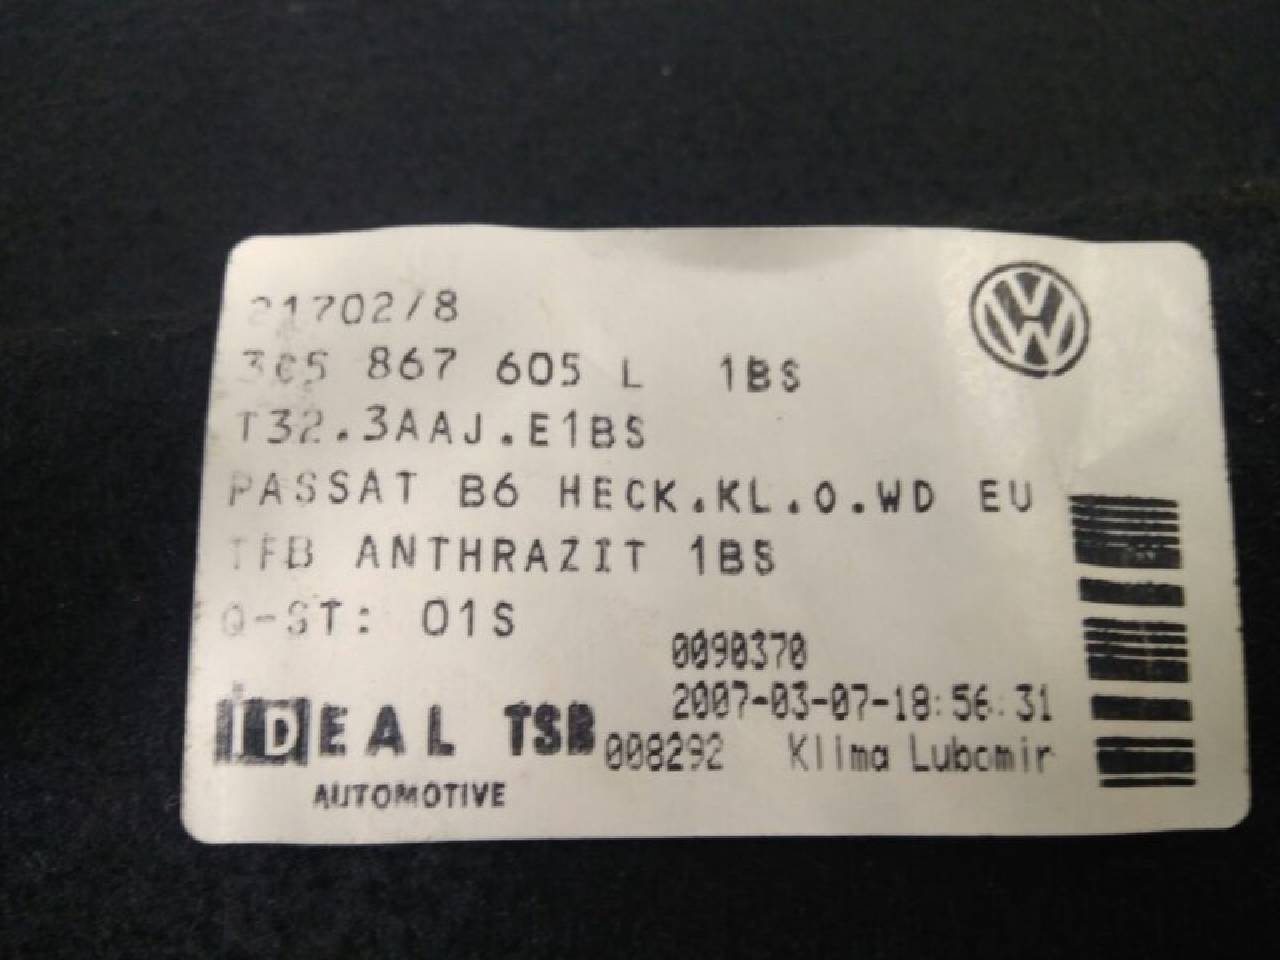 21702/8
3C5 867 605 L 1BS
T32.3AAJ.E1BS
PASSAT B6 HECK.KL.O.WD EU
TFB ANTHRAZIT 1BS
Q-ST: 01S
0090370
2007-03-07-18:56:31
IDEAL TSB 008292 Klima Lubomir
AUTOMOTIVE
VW